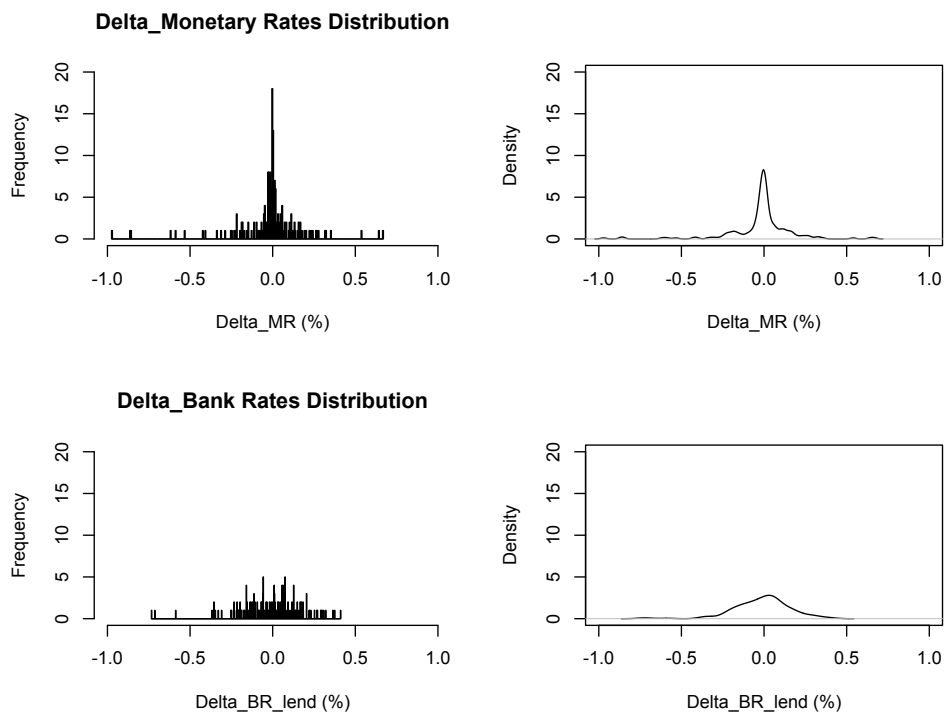 Delta_Monetary Rates Distribution
Frequency
0 5 10 15 20
-1.0 -0.5 0.0 0.5 1.0
Delta_MR (%)
Density
0 5 10 15 20
-1.0 -0.5 0.0 0.5 1.0
Delta_MR (%)
Delta_Bank Rates Distribution
Frequency
0 5 10 15 20
-1.0 -0.5 0.0 0.5 1.0
Delta_BR_lend (%)
Density
0 5 10 15 20
-1.0 -0.5 0.0 0.5 1.0
Delta_BR_lend (%)